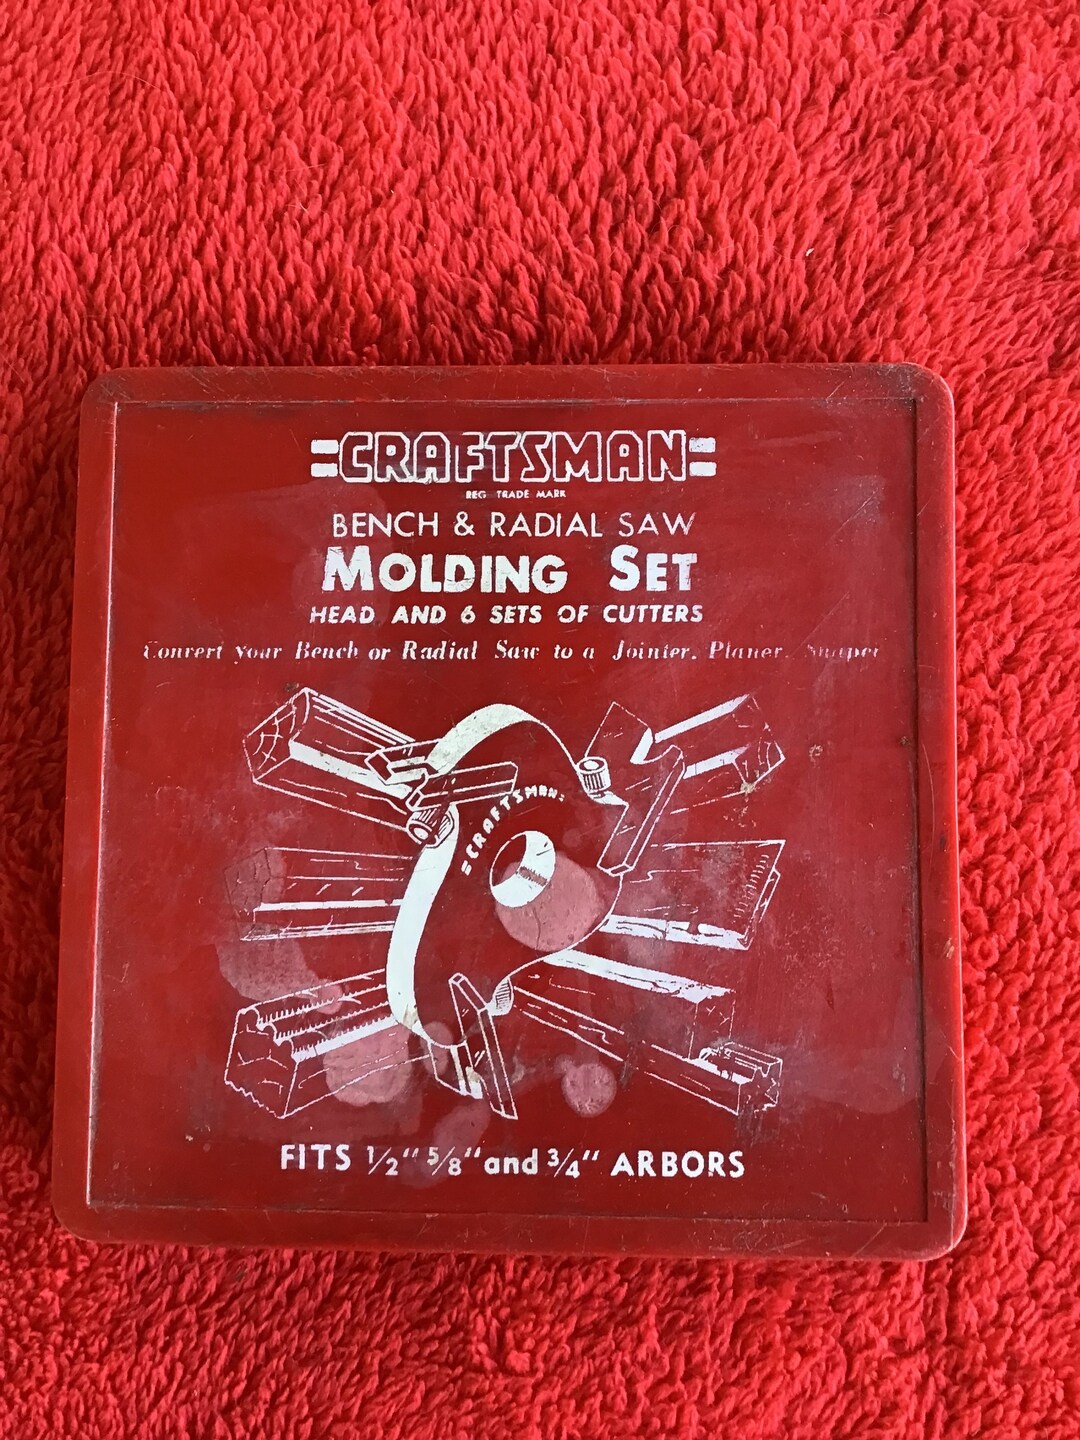 CRAFTSMAN
REG TRADE MARK
BENCH & RADIAL SAW
MOLDING SET
HEAD AND 6 SETS OF CUTTERS
Convert your Bench or Radial Saw to a Jointer, Planer, Shaper
CRAFTSMAN
FITS 1/2" 5/8" and 3/4" ARBORS